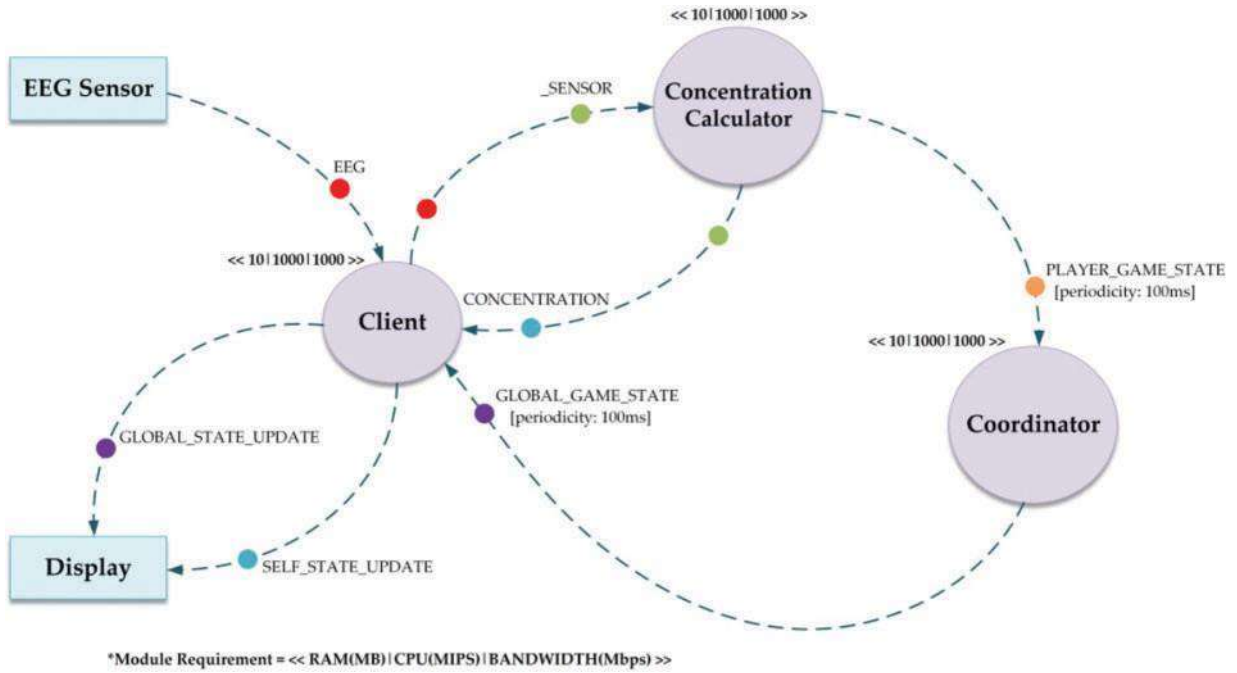 << 10|1000|1000 >>
EEG Sensor
_SENSOR
Concentration
Calculator
EEG
<< 10|1000|1000 >>
PLAYER_GAME_STATE
[periodicity: 100ms]
CONCENTRATION
Client
<< 10|1000|1000 >>
GLOBAL_GAME_STATE
[periodicity: 100ms]
Coordinator
GLOBAL_STATE_UPDATE
Display
SELF_STATE_UPDATE
*Module Requirement = << RAM(MB)|CPU(MIPS)|BANDWIDTH(Mbps) >>